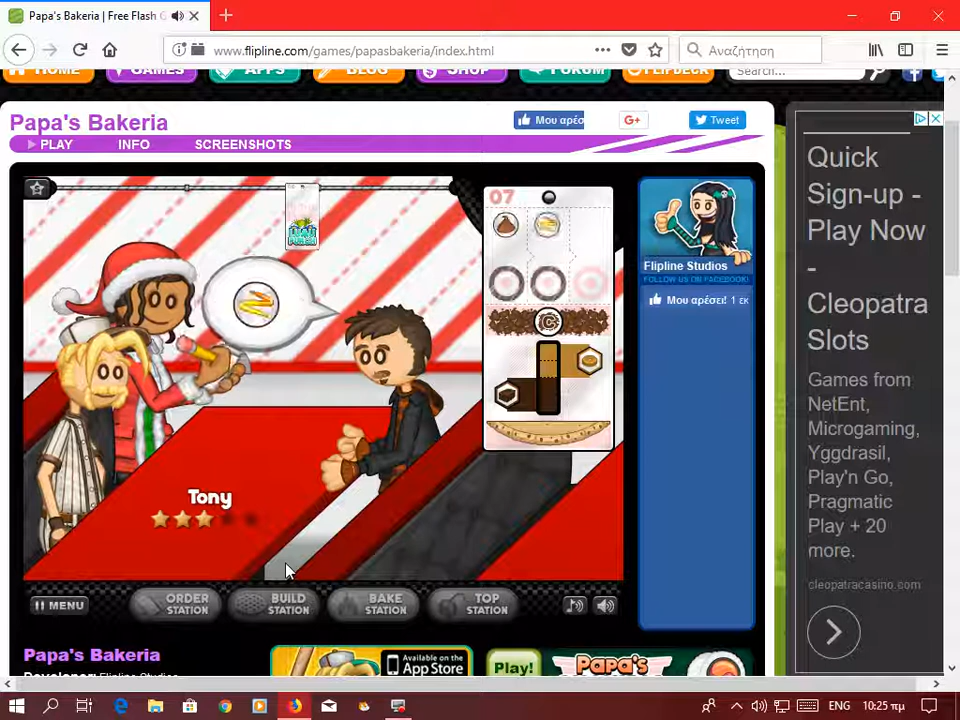 Papa's Bakeria | Free Flash G
www.flipline.com/games/papasbakeria/index.html
Αναζήτηση
HOME GAMES APPS BLOG SHOP FORUM FLIPDECK Search...
Papa's Bakeria
Μου αρέσ
G+
Tweet
PLAY INFO SCREENSHOTS
07
C
Tony
Flipline Studios
FOLLOW US ON FACEBOOK!
Μου αρέσει! 1 εκ
MENU
ORDER STATION
BUILD STATION
BAKE STATION
TOP STATION
Papa's Bakeria
Available on the
App Store
Play!
Papa's
Quick
Sign-up -
Play Now
-
Cleopatra
Slots
Games from
NetEnt,
Microgaming,
Yggdrasil,
Play'n Go,
Pragmatic
Play + 20
more.
cleopatracasino.com
ENG
10:25 πμ